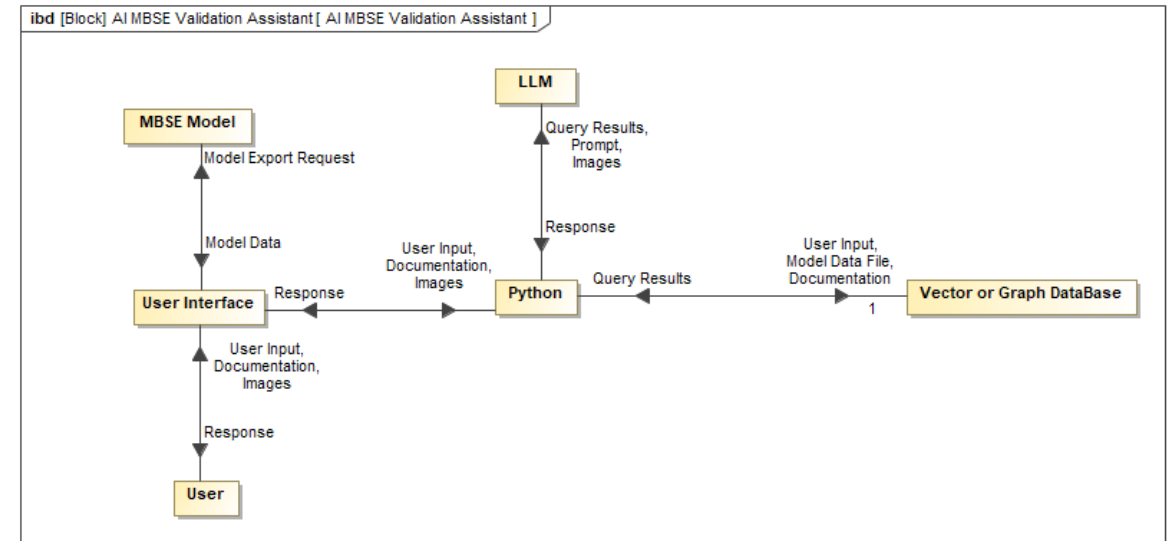 ibd [Block] AI MBSE Validation Assistant [ AI MBSE Validation Assistant ]
LLM
MBSE Model
Query Results,
Prompt,
Images
Model Export Request
Model Data
Response
User Input,
Documentation,
Images
User Input,
Model Data File,
Documentation
User Interface
Response
Python
Query Results
1
Vector or Graph DataBase
User Input,
Documentation,
Images
Response
User